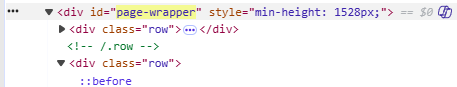 ••• ▼<div id="page-wrapper" style="min-height: 1528px;"> == $0
▶<div class="row">•••</div>
<!-- /.row -->
▼<div class="row">
::before